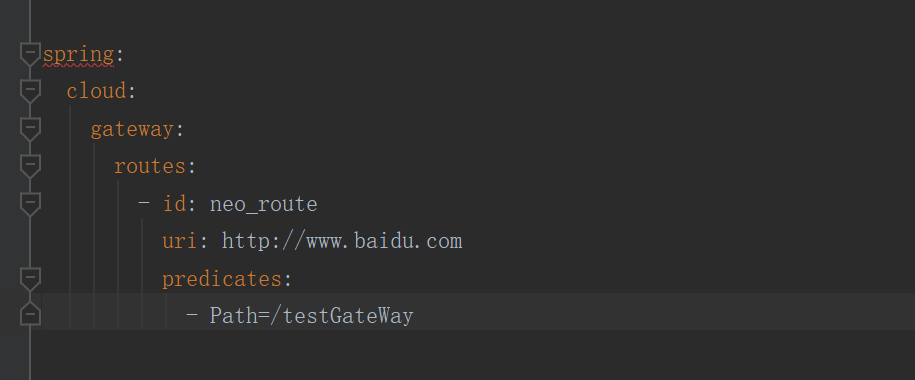 spring:
cloud:
gateway:
routes:
- id: neo_route
uri: http://www.baidu.com
predicates:
- Path=/testGateWay